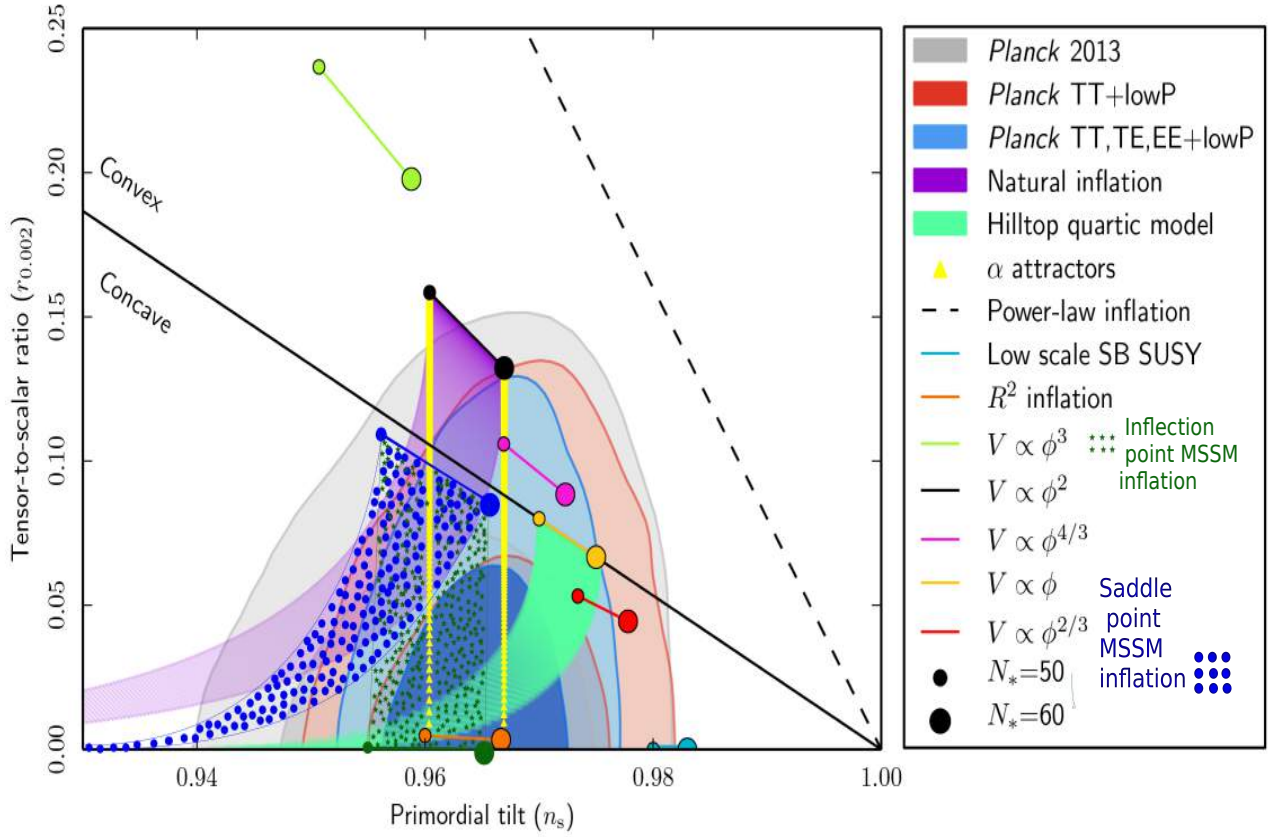 0.25
0.20
0.15
0.10
0.05
0.00
Tensor-to-scalar ratio (r0.002)
Convex
Concave
0.94
0.96
0.98
1.00
Primordial tilt (ns)
Planck 2013
Planck TT+lowP
Planck TT,TE,EE+lowP
Natural inflation
Hilltop quartic model
α attractors
Power-law inflation
Low scale SB SUSY
R² inflation
V ∝ ϕ³
V ∝ ϕ²
V ∝ ϕ^4/3
V ∝ ϕ
V ∝ ϕ^2/3
N*=50
N*=60
Inflection
point MSSM
inflation
Saddle
point
MSSM
inflation